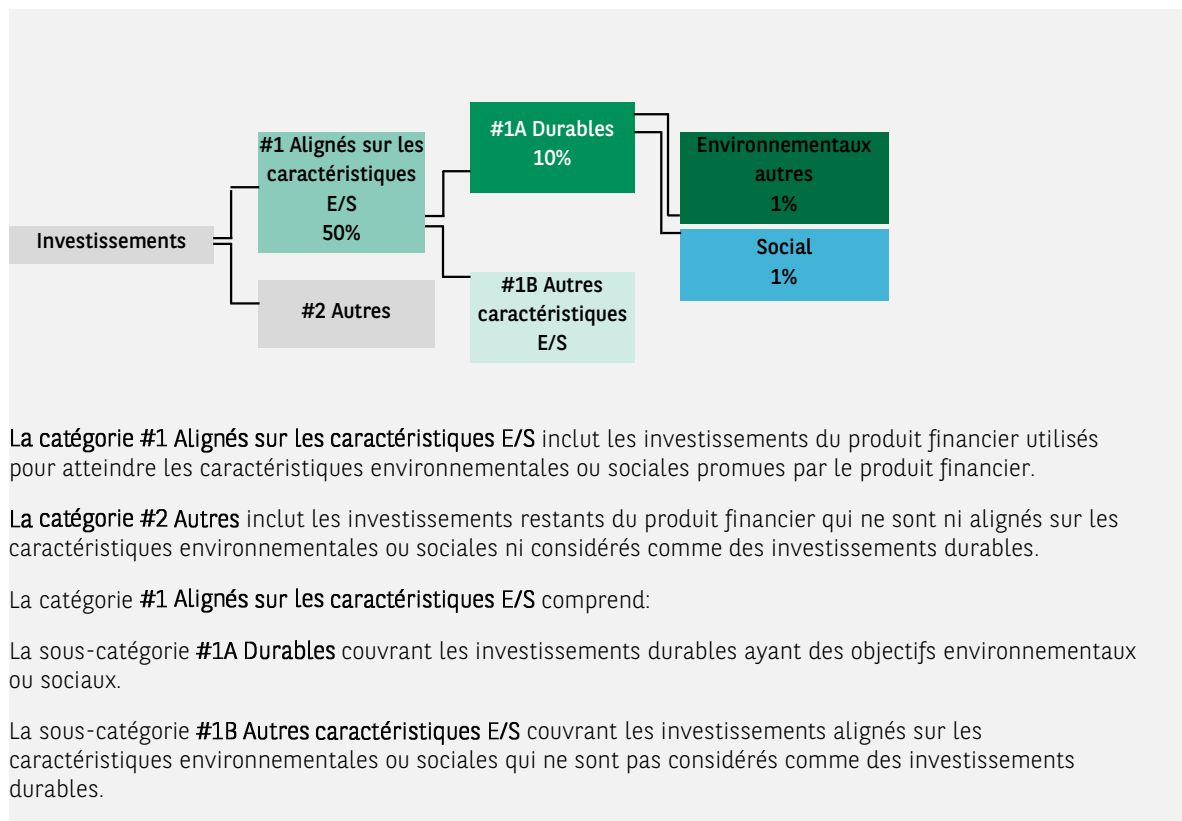 #1A Durables
10%
#1 Alignés sur les
caractéristiques
E/S
50%
Environnementaux
autres
1%
Investissements
Social
1%
#2 Autres
#1B Autres
caractéristiques
E/S
La catégorie #1 Alignés sur les caractéristiques E/S inclut les investissements du produit financier utilisés
pour atteindre les caractéristiques environnementales ou sociales promues par le produit financier.
La catégorie #2 Autres inclut les investissements restants du produit financier qui ne sont ni alignés sur les
caractéristiques environnementales ou sociales ni considérés comme des investissements durables.
La catégorie #1 Alignés sur les caractéristiques E/S comprend:
La sous-catégorie #1A Durables couvrant les investissements durables ayant des objectifs environnementaux
ou sociaux.
La sous-catégorie #1B Autres caractéristiques E/S couvrant les investissements alignés sur les
caractéristiques environnementales ou sociales qui ne sont pas considérés comme des investissements
durables.